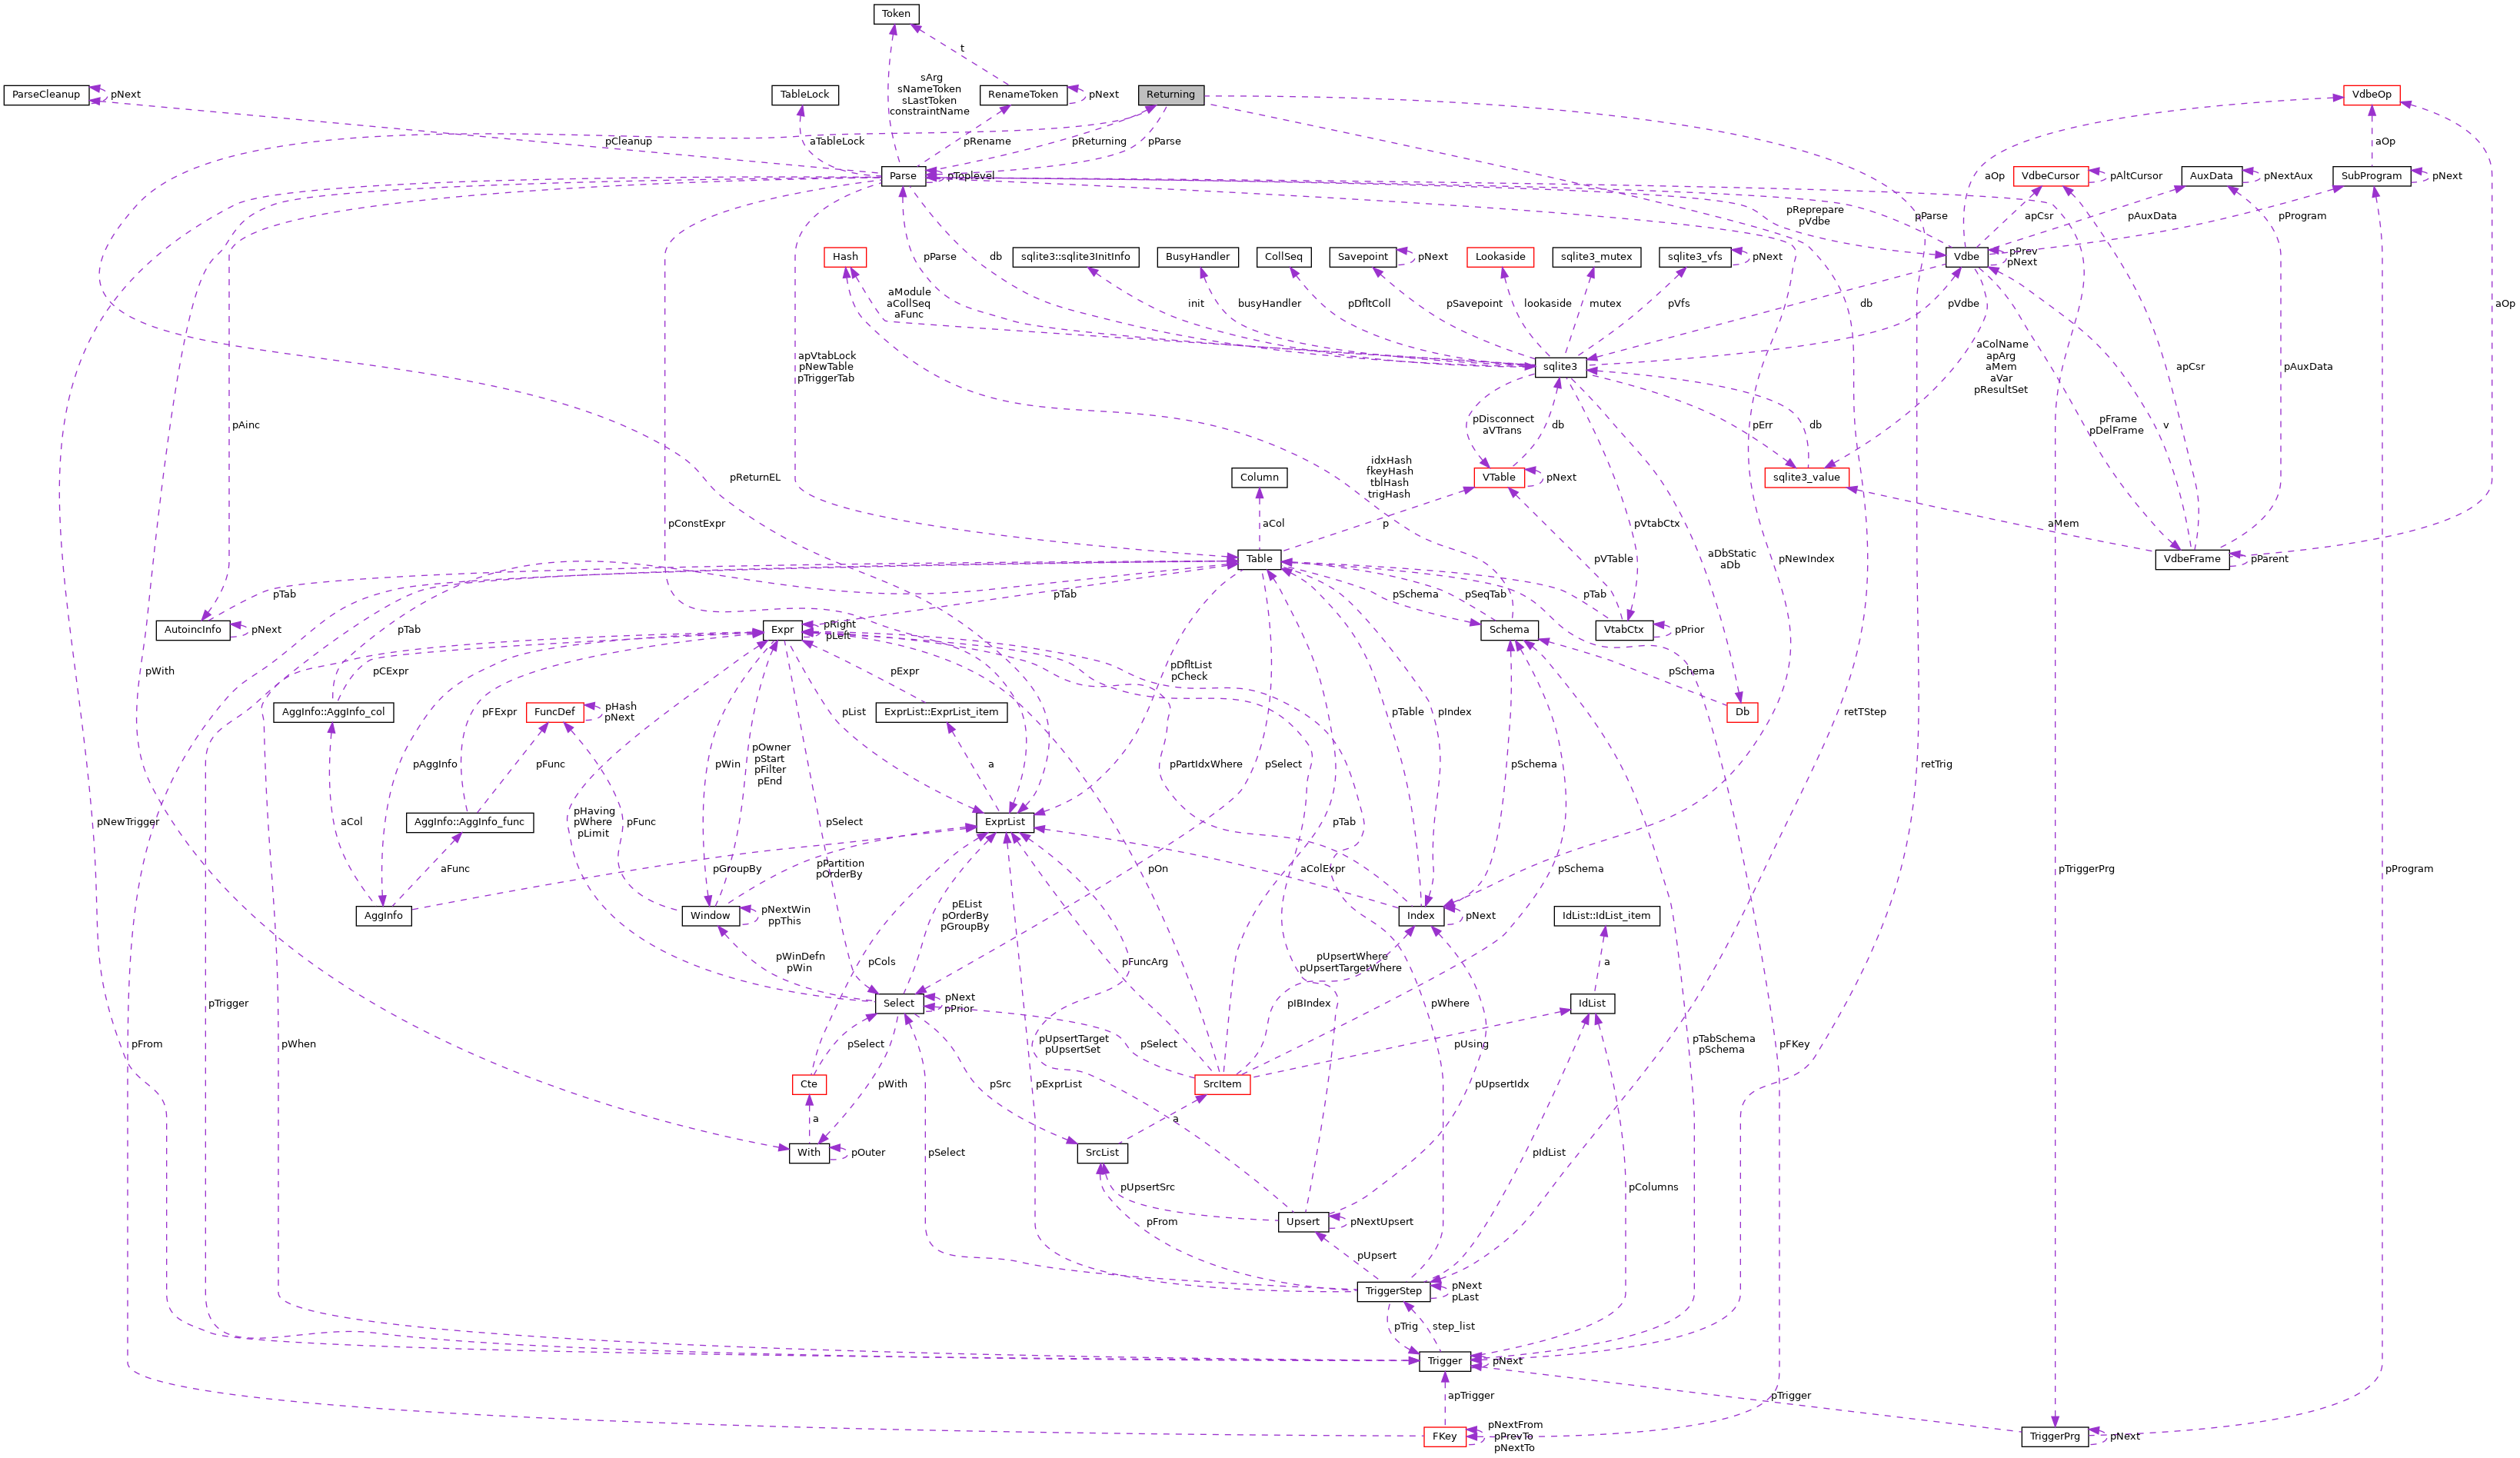 Token
t
ParseCleanup
pNext
TableLock
sArg
sNameToken
sLastToken
constraintName
RenameToken
pNext
Returning
VdbeOp
pCleanup
aTableLock
pRename
pReturning
pParse
aOp
Parse
pToplevel
VdbeCursor
pAltCursor
AuxData
pNextAux
SubProgram
pNext
aOp
pReprepare
pVdbe
pParse
apCsr
pAuxData
pProgram
Hash
pParse
db
sqlite3::sqlite3InitInfo
BusyHandler
CollSeq
Savepoint
pNext
Lookaside
sqlite3_mutex
sqlite3_vfs
pNext
Vdbe
pPrev
pNext
aModule
aCollSeq
aFunc
init
busyHandler
pDfltColl
pSavepoint
lookaside
mutex
pVfs
pVdbe
db
aOp
apVtabLock
pNewTable
pTriggerTab
sqlite3
aColName
apArg
aMem
aVar
pResultSet
apCsr
pAuxData
pAinc
pDisconnect
aVTrans
db
pErr
db
pFrame
pDelFrame
v
pReturnEL
Column
idxHash
fkeyHash
tblHash
trigHash
VTable
pNext
sqlite3_value
pConstExpr
aCol
p
pVtabCtx
aMem
Table
pVTable
aDbStatic
aDb
pNewIndex
VdbeFrame
pParent
pTab
pTab
pSchema
pSeqTab
pTab
AutoincInfo
pNext
pTab
Expr
pRight
pLeft
Schema
VtabCtx
pPrior
pWith
pCExpr
pExpr
pDfltList
pCheck
pSchema
AggInfo::AggInfo_col
pFExpr
FuncDef
pHash
pNext
pList
ExprList::ExprList_item
pTable
pIndex
Db
retTStep
pAggInfo
pFunc
pWin
pOwner
pStart
pFilter
pEnd
a
pPartIdxWhere
pSelect
pSchema
retTrig
pNewTrigger
aCol
AggInfo::AggInfo_func
pHaving
pWhere
pLimit
pFunc
pSelect
ExprList
pTab
aFunc
pGroupBy
pPartition
pOrderBy
pOn
aColExpr
pSchema
pTriggerPrg
pProgram
AggInfo
Window
pNextWin
ppThis
pEList
pOrderBy
pGroupBy
Index
pNext
IdList::IdList_item
pWinDefn
pWin
pCols
pFuncArg
pUpsertWhere
pUpsertTargetWhere
a
pTrigger
Select
pNext
pPrior
pIBIndex
pWhere
IdList
pFrom
pWhen
pSelect
pUpsertTarget
pUpsertSet
pSelect
pUsing
pTabSchema
pSchema
pFKey
Cte
pWith
pSrc
pExprList
SrcItem
pUpsertIdx
a
a
With
pOuter
pSelect
SrcList
pIdList
pUpsertSrc
pColumns
pFrom
Upsert
pNextUpsert
pUpsert
TriggerStep
pNext
pLast
pTrig
step_list
Trigger
pNext
apTrigger
pTrigger
FKey
pNextFrom
pPrevTo
pNextTo
TriggerPrg
pNext